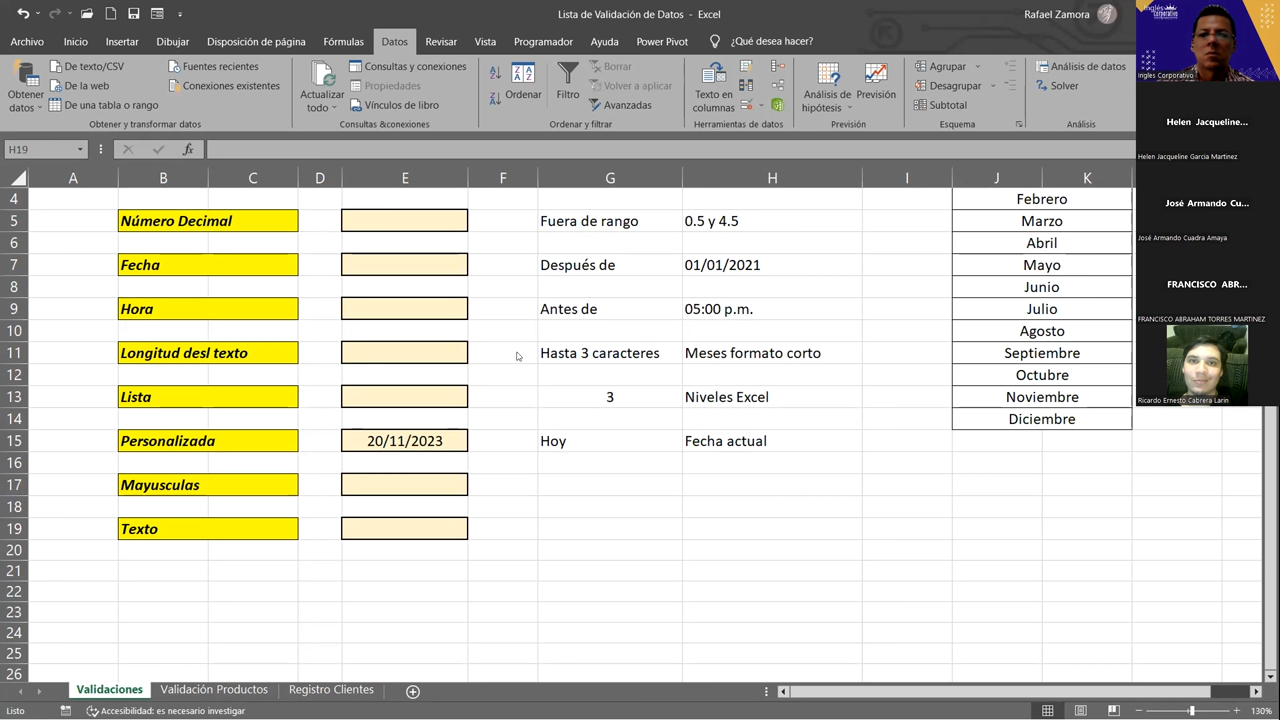 Lista de Validación de Datos - Excel
Rafael Zamora
Archivo Inicio Insertar Dibujar Disposición de página Fórmulas Datos Revisar Vista Programador Ayuda Power Pivot ¿Qué desea hacer?
Obtener datos
De texto/CSV
De la web
De una tabla o rango
Fuentes recientes
Conexiones existentes
Obtener y transformar datos
Actualizar todo
Consultas y conexiones
Propiedades
Vínculos de libro
Consultas &conexiones
Ordenar
Filtro
Borrar
Volver a aplicar
Avanzadas
Ordenar y filtrar
Texto en columnas
Herramientas de datos
Análisis de hipótesis
Previsión
Previsión
Agrupar
Desagrupar
Subtotal
Esquema
Análisis de datos
Solver
Análisis
H19
fx
A B C D E F G H I J K
4 Febrero
5 Número Decimal Fuera de rango 0.5 y 4.5 Marzo
6 Abril
7 Fecha Después de 01/01/2021 Mayo
8 Junio
9 Hora Antes de 05:00 p.m. Julio
10 Agosto
11 Longitud desl texto Hasta 3 caracteres Meses formato corto Septiembre
12 Octubre
13 Lista 3 Niveles Excel Noviembre
14 Diciembre
15 Personalizada 20/11/2023 Hoy Fecha actual
16
17 Mayusculas
18
19 Texto
20
21
22
23
24
25
26
Validaciones Validación Productos Registro Clientes
Listo Accesibilidad: es necesario investigar 130%
Inglés Corporativo
Ingles Corporativo
Helen Jacqueline...
Helen Jacqueline Garcia Martinez
José Armando Cu...
José Armando Cuadra Amaya
FRANCISCO ABR...
FRANCISCO ABRAHAM TORRES MARTINEZ
Ricardo Ernesto Cabrera Larin